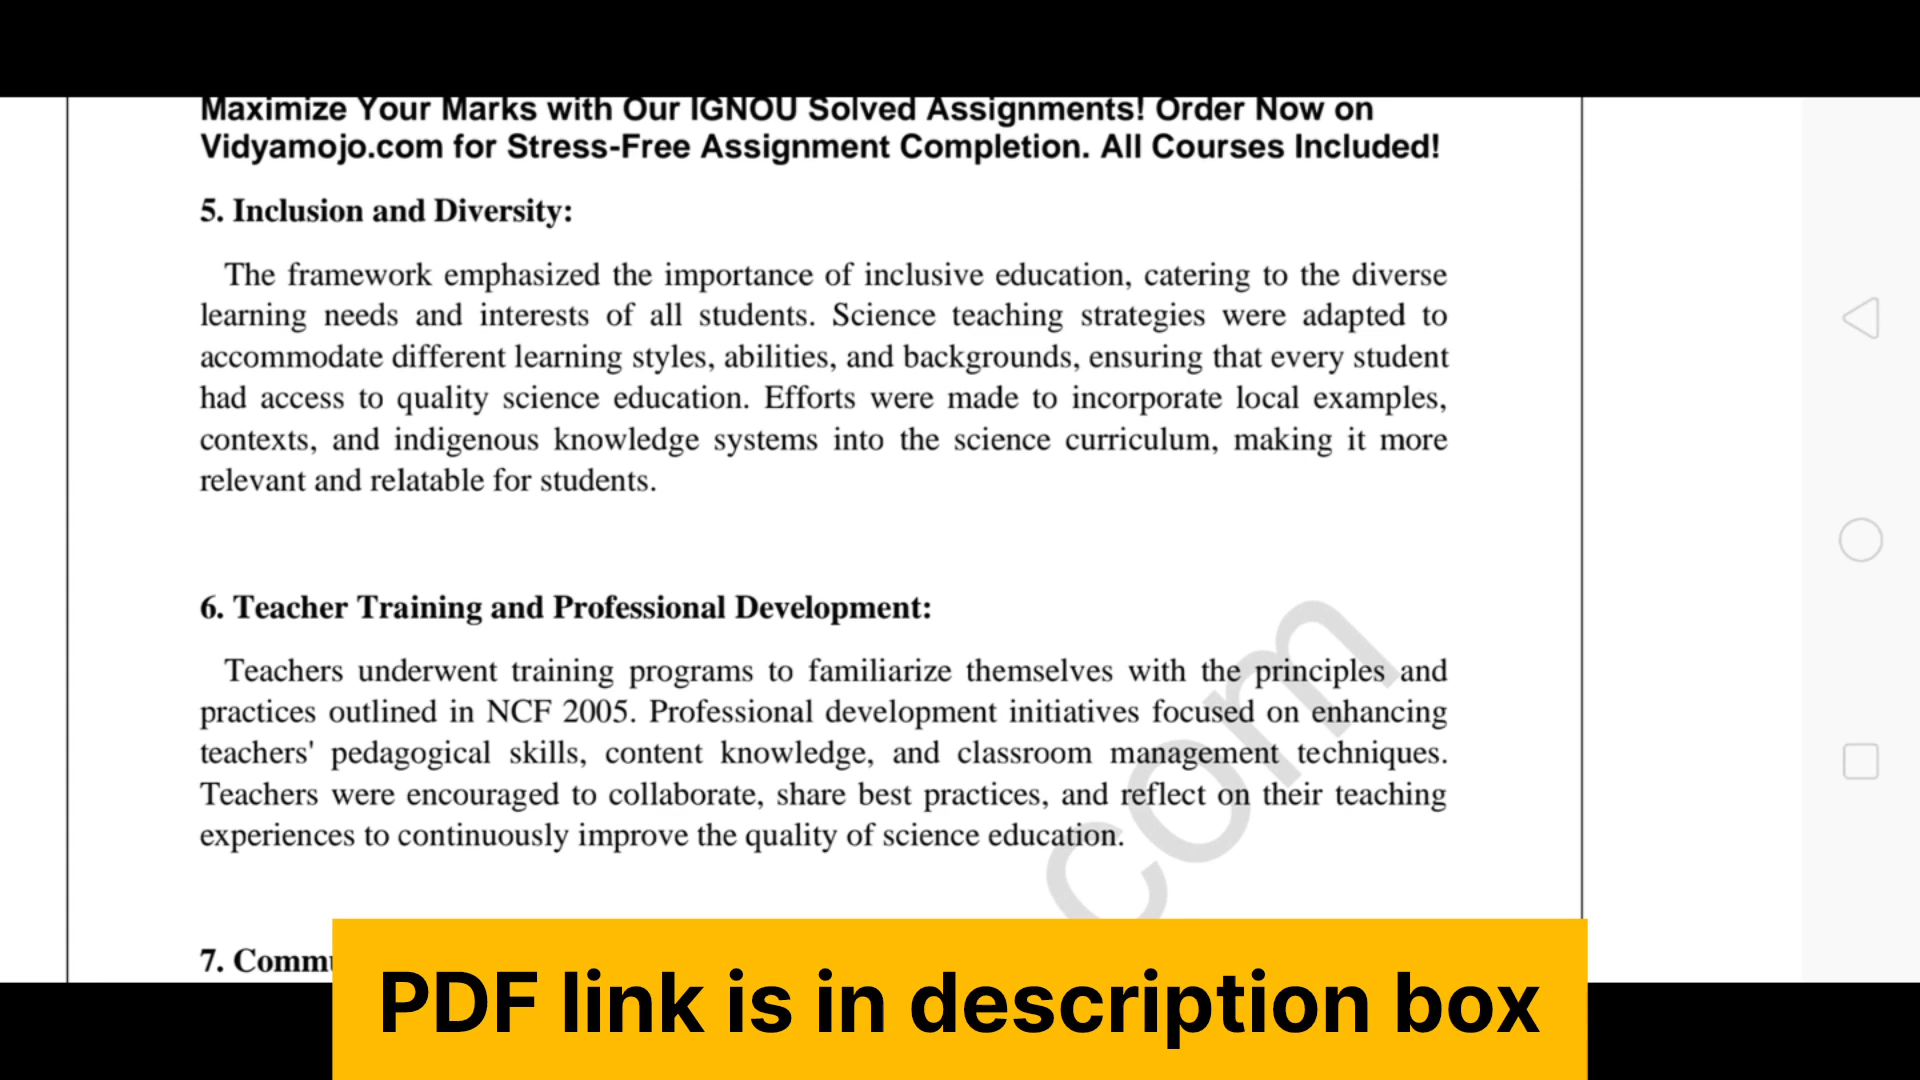 Maximize Your Marks with Our IGNOU Solved Assignments! Order Now on
Vidyamojo.com for Stress-Free Assignment Completion. All Courses Included!
5. Inclusion and Diversity:
The framework emphasized the importance of inclusive education, catering to the diverse
learning needs and interests of all students. Science teaching strategies were adapted to
accommodate different learning styles, abilities, and backgrounds, ensuring that every student
had access to quality science education. Efforts were made to incorporate local examples,
contexts, and indigenous knowledge systems into the science curriculum, making it more
relevant and relatable for students.
6. Teacher Training and Professional Development:
Teachers underwent training programs to familiarize themselves with the principles and
practices outlined in NCF 2005. Professional development initiatives focused on enhancing
teachers' pedagogical skills, content knowledge, and classroom management techniques.
Teachers were encouraged to collaborate, share best practices, and reflect on their teaching
experiences to continuously improve the quality of science education.
com
7.
PDF link is in description box